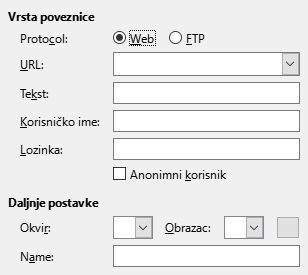 Vrsta poveznice
Protocol: Web FTP
URL:
Tekst:
Korisničko ime:
Lozinka:
Anonimni korisnik
Daljnje postavke
Okvir: Obrazac:
Name: